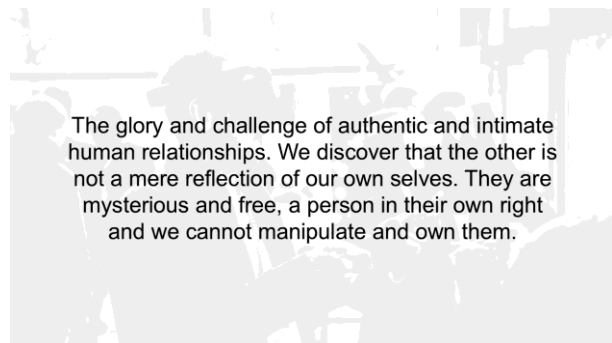 The glory and challenge of authentic and intimate
human relationships. We discover that the other is
not a mere reflection of our own selves. They are
mysterious and free, a person in their own right
and we cannot manipulate and own them.